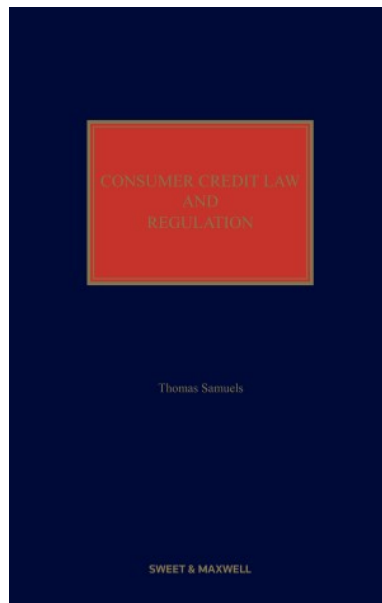 CONSUMER CREDIT LAW
AND
REGULATION
Thomas Samuels
SWEET & MAXWELL